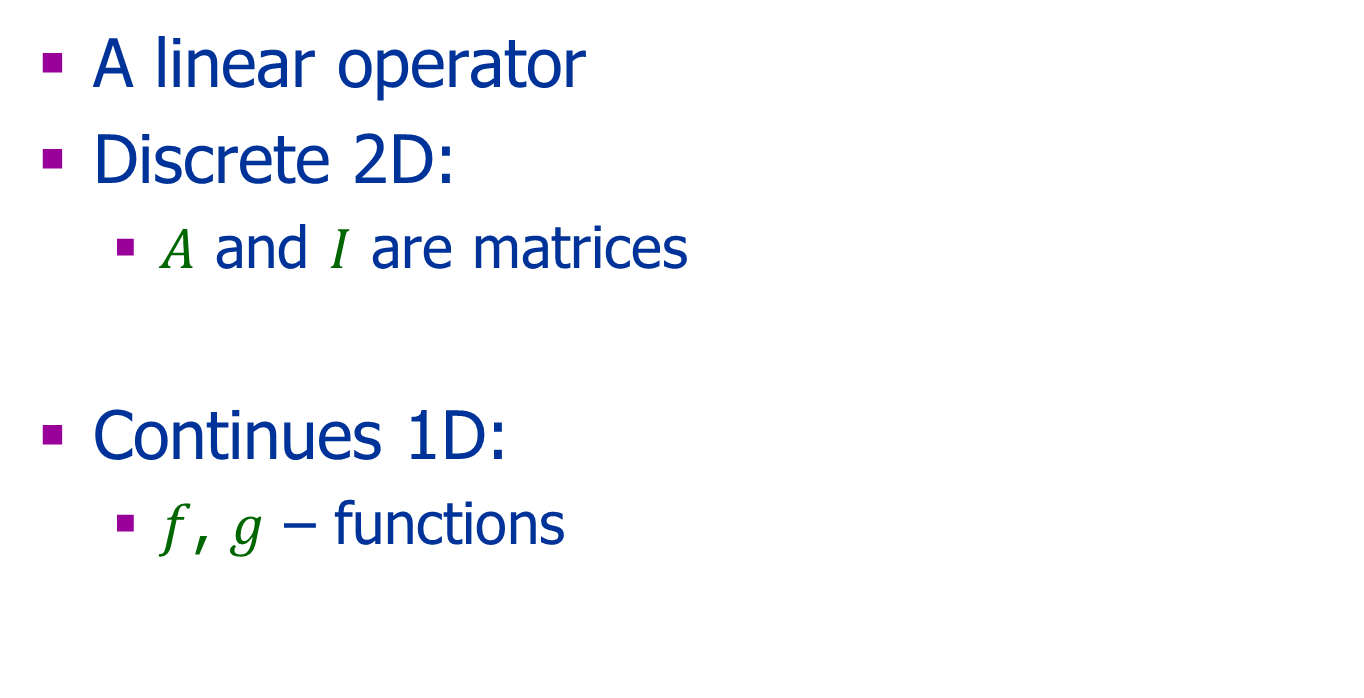 ▪ A linear operator
▪ Discrete 2D:
▪ A and I are matrices
▪ Continues 1D:
▪ f, g – functions